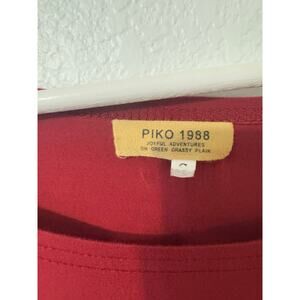 PIKO 1988
JOYFUL ADVENTURES
ON GREEN GRASSY PLAIN